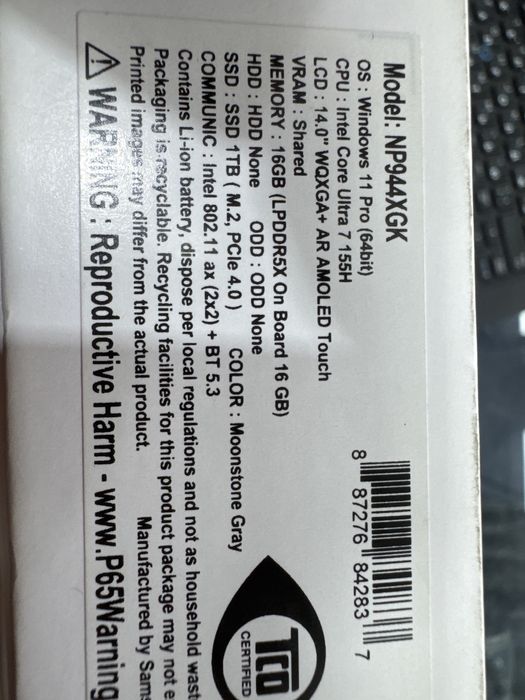 Model: NP944XGK
OS : Windows 11 Pro (64bit)
CPU : Intel Core Ultra 7 155H
LCD : 14.0" WQXGA+ AR AMOLED Touch
VRAM : Shared
MEMORY : 16GB (LPDDR5X On Board 16 GB)
HDD : HDD None ODD : ODD None
SSD : SSD 1TB ( M.2, PCIe 4.0 ) COLOR : Moonstone Gray
COMMUNIC : Intel 802.11 ax (2x2) + BT 5.3
Contains Li-ion battery, dispose per local regulations and not as household wast
Packaging is recyclable. Recycling facilities for this product package may not e
Printed images may differ from the actual product. Manufactured by Sams
WARNING : Reproductive Harm - www.P65Warning
8 87276 84283 7
TCO
CERTIFIED